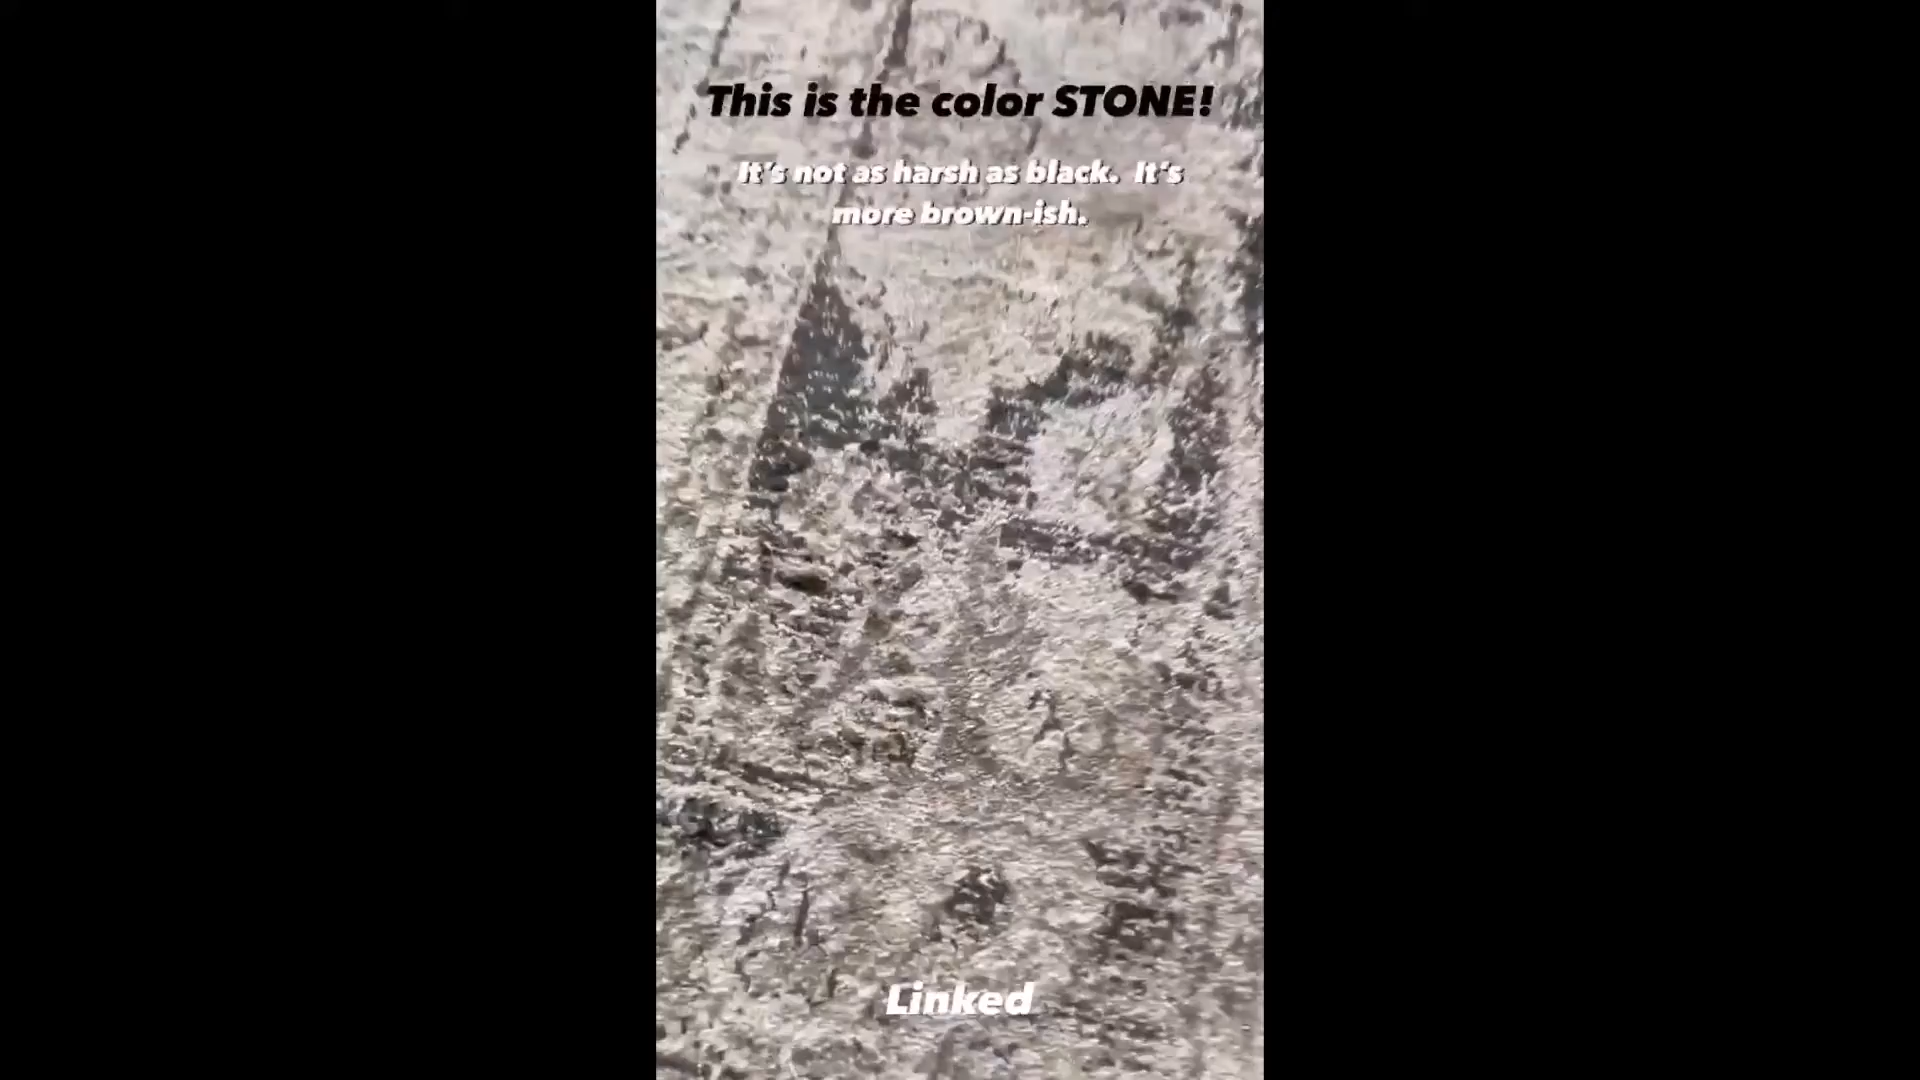 This is the color STONE!
It's not as harsh as black. It's
more brown-ish.
Linked